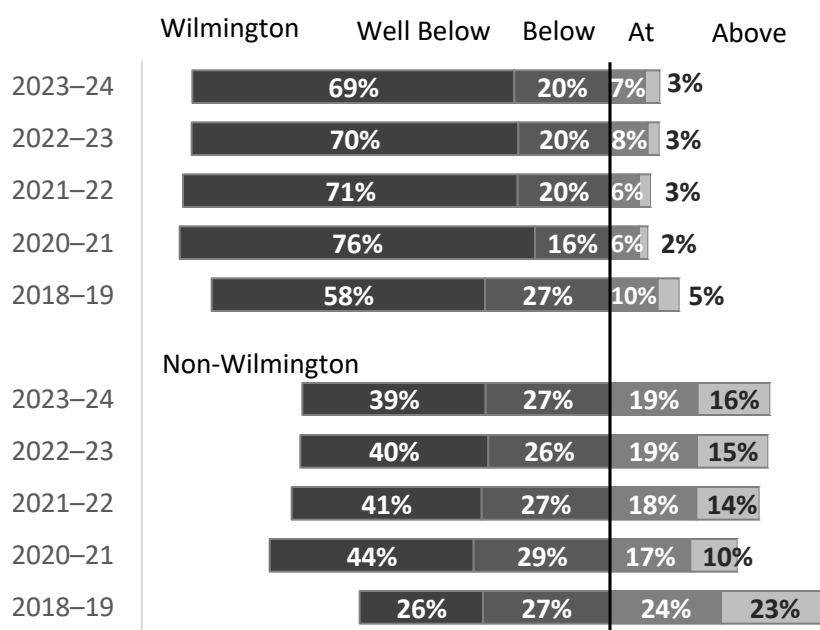 Wilmington Well Below Below At Above
2023–24 69% 20% 7% 3%
2022–23 70% 20% 8% 3%
2021–22 71% 20% 6% 3%
2020–21 76% 16% 6% 2%
2018–19 58% 27% 10% 5%
Non-Wilmington
2023–24 39% 27% 19% 16%
2022–23 40% 26% 19% 15%
2021–22 41% 27% 18% 14%
2020–21 44% 29% 17% 10%
2018–19 26% 27% 24% 23%